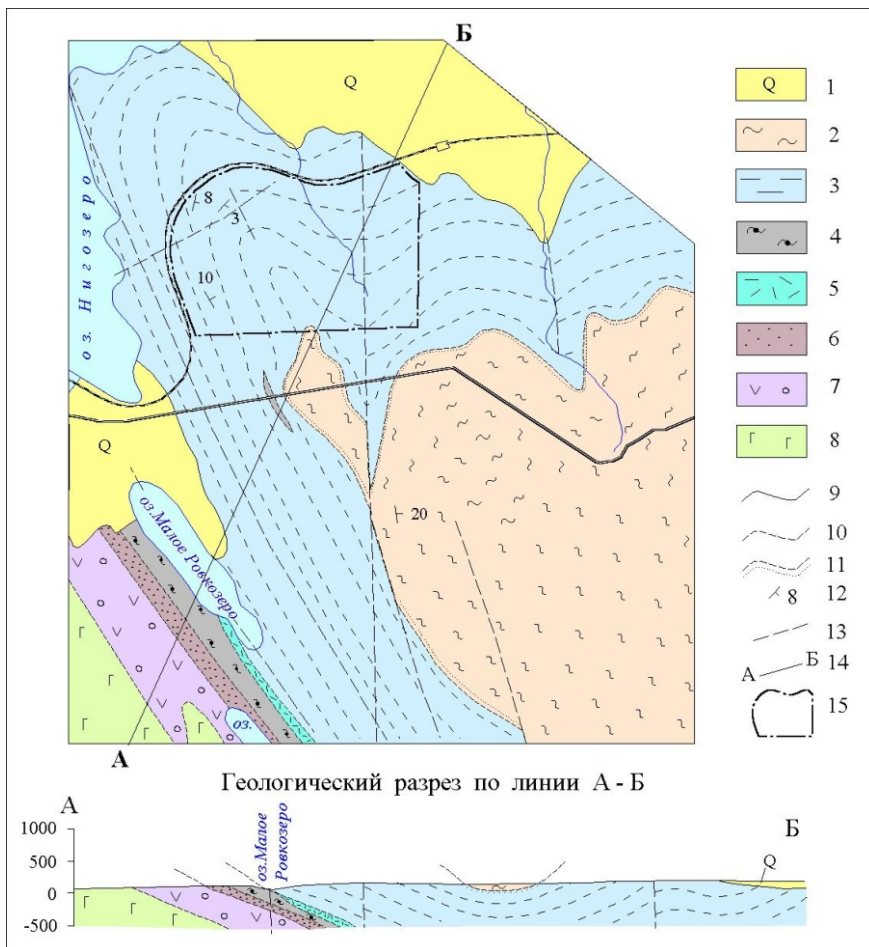 Б
Q
оз. Нигозеро
8
3
10
Q
20
оз.Малое Ровкозеро
оз.
А
Q 1
2
3
4
5
6
V 7
Г Г 8
9
10
11
8 12
13
А Б 14
15
Геологический разрез по линии А - Б
А
оз.Малое
Ровкозеро
Б
1000
500
0
-500
Q